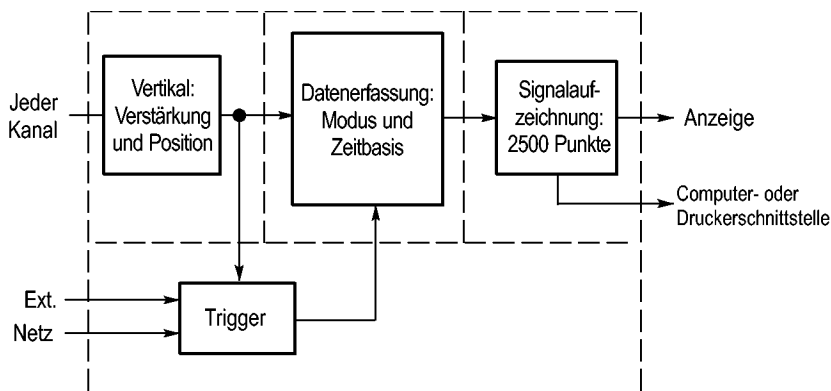 Jeder
Kanal
Vertikal:
Verstärkung
und Position
Datenerfassung:
Modus und
Zeitbasis
Signalauf-
zeichnung:
2500 Punkte
Anzeige
Computer- oder
Druckerschnittstelle
Ext.
Netz
Trigger